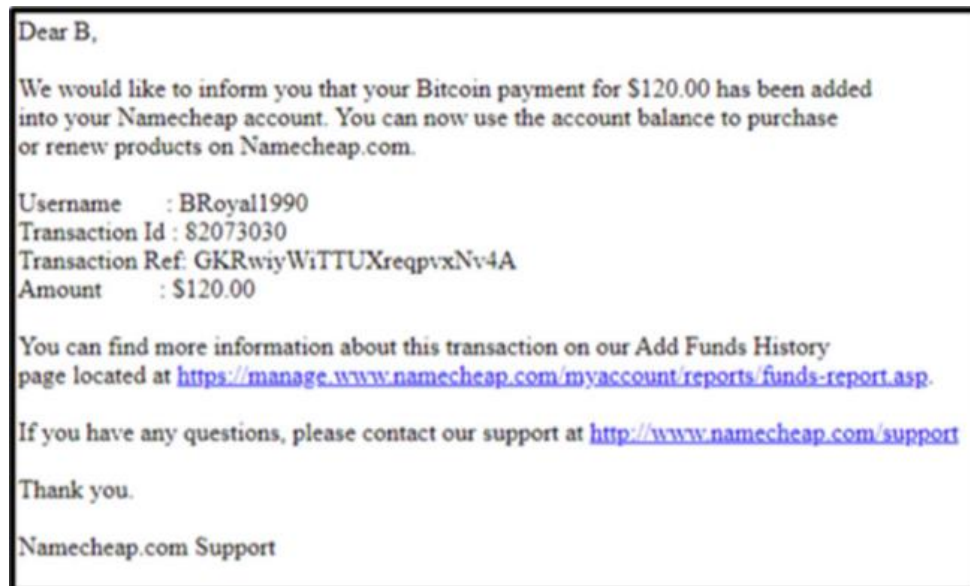 Dear B,
We would like to inform you that your Bitcoin payment for $120.00 has been added
into your Namecheap account. You can now use the account balance to purchase
or renew products on Namecheap.com.
Username : BRoyal1990
Transaction Id : 82073030
Transaction Ref: GKRwiyWiTTUXreqpvxNv4A
Amount : $120.00
You can find more information about this transaction on our Add Funds History
page located at https://manage.www.namecheap.com/myaccount/reports/funds-report.asp.
If you have any questions, please contact our support at http://www.namecheap.com/support
Thank you.
Namecheap.com Support